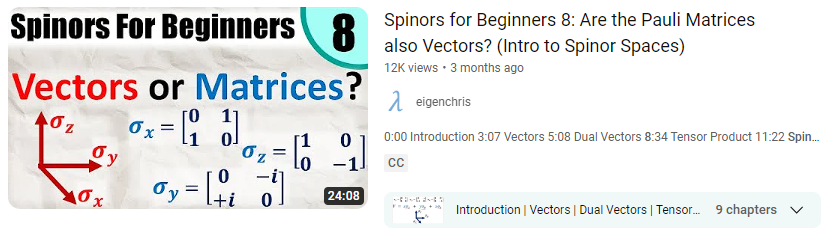 Spinors For Beginners 8
Vectors or Matrices?
σz
σy
σx
σx = [0 1
1 0]
σz = [1 0
0 −1]
σy = [0 −i
+i 0]
24:08
Spinors for Beginners 8: Are the Pauli Matrices
also Vectors? (Intro to Spinor Spaces)
12K views • 3 months ago
λ eigenchris
0:00 Introduction 3:07 Vectors 5:08 Dual Vectors 8:34 Tensor Product 11:22 Spin...
CC
Introduction | Vectors | Dual Vectors | Tensor... 9 chapters